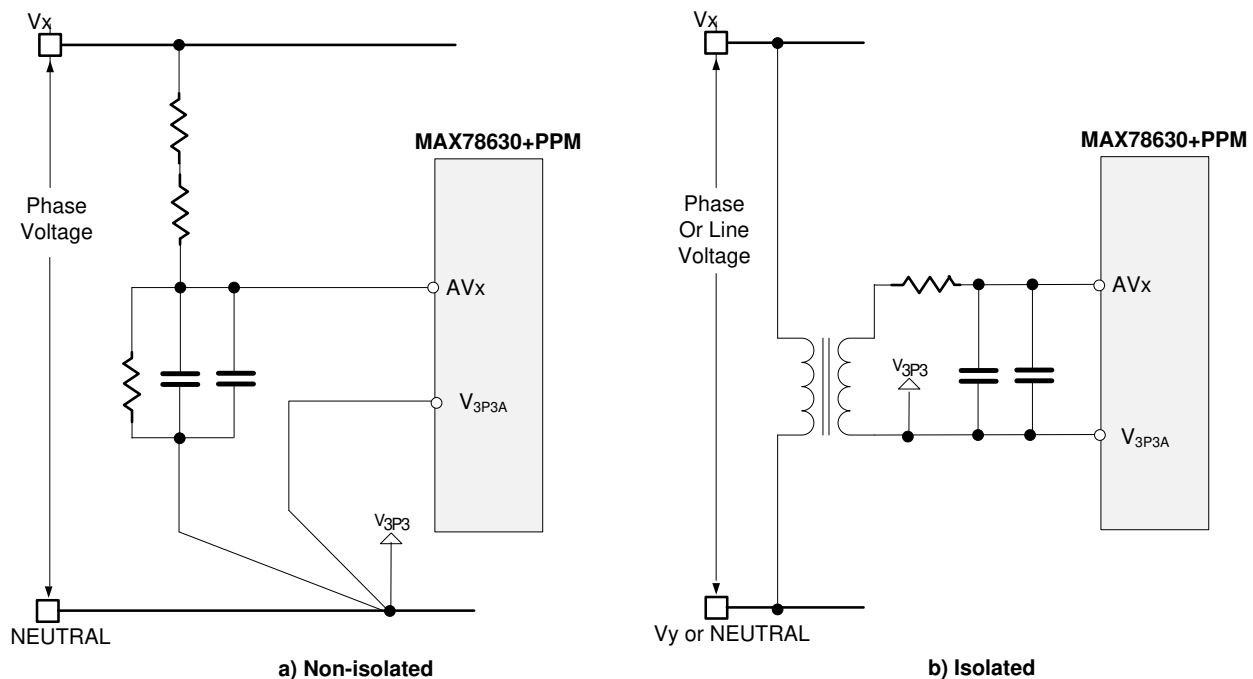 Vx
MAX78630+PPM
Phase
Voltage
AVx
V3P3A
V3P3
NEUTRAL
a) Non-isolated
Vx
MAX78630+PPM
Phase
Or Line
Voltage
AVx
V3P3
V3P3A
Vy or NEUTRAL
b) Isolated